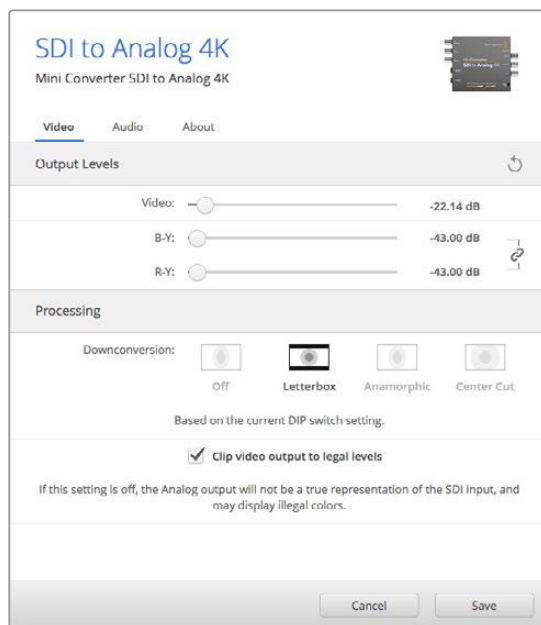 SDI to Analog 4K
Mini Converter SDI to Analog 4K
Video Audio About
Output Levels
Video: -22.14 dB
B-Y: -43.00 dB
R-Y: -43.00 dB
Processing
Downconversion:
Off Letterbox Anamorphic Center Cut
Based on the current DIP switch setting.
Clip video output to legal levels
If this setting is off, the Analog output will not be a true representation of the SDI input, and
may display illegal colors.
Cancel Save